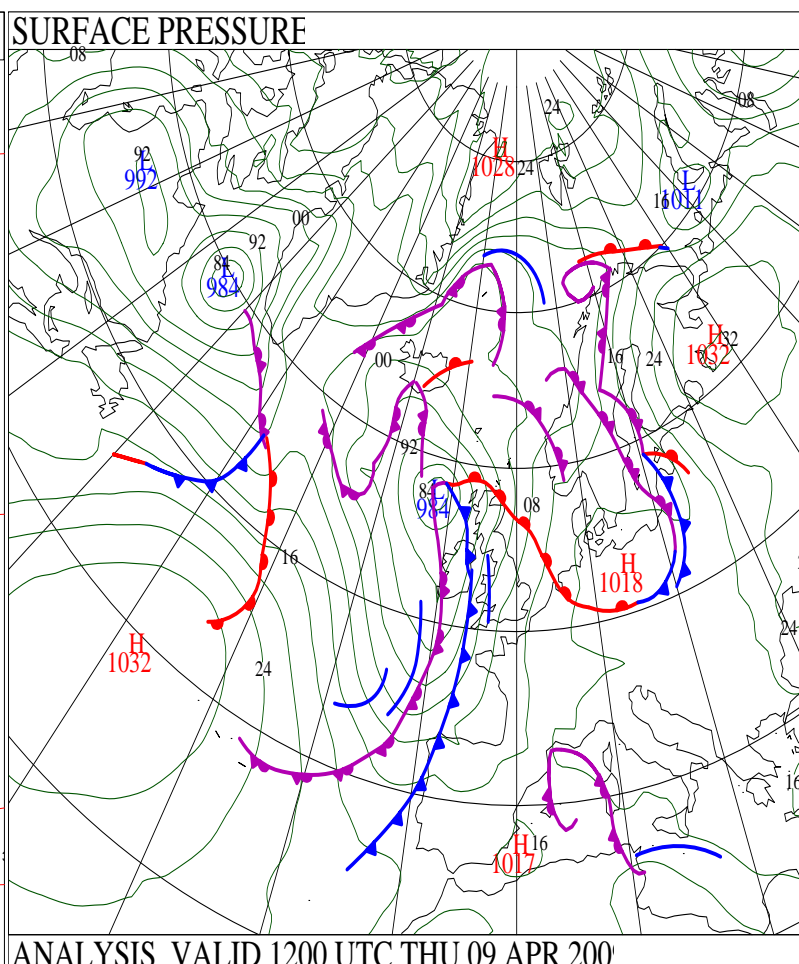 SURFACE PRESSURE
08
24
08
92
L
992
H
1028
24
L
1011
16
00
92
84
L
984
H
32
1032
16
24
00
92
84
L
984
08
16
H
1018
H
1032
24
24
16
H
16
1017
ANALYSIS VALID 1200 UTC THU 09 APR 200